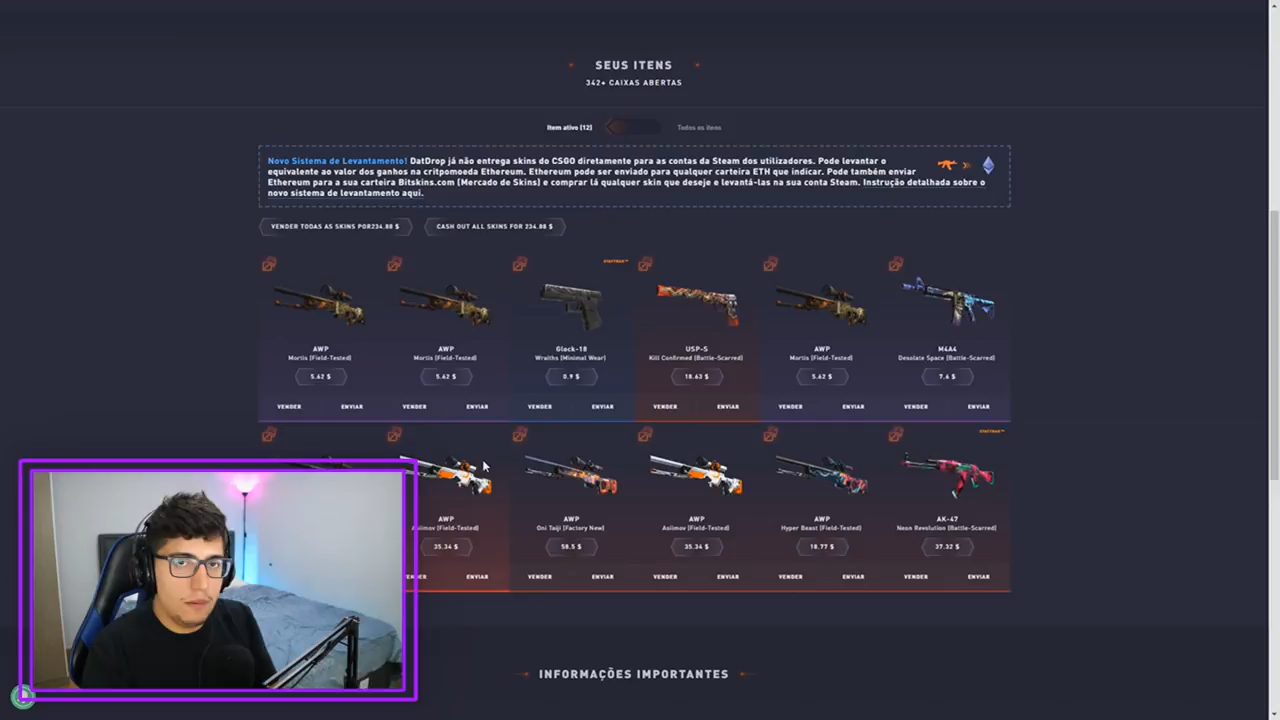 SEUS ITENS
342+ CAIXAS ABERTAS
Item ativo (12)
Todos os itens
Novo Sistema de Levantamento! DatDrop já não entrega skins do CSGO diretamente para as contas da Steam dos utilizadores. Pode levantar o
equivalente ao valor dos ganhos na critpomoeda Ethereum. Ethereum pode ser enviado para qualquer carteira ETH que indicar. Pode também enviar
Ethereum para a sua carteira Bitskins.com (Mercado de Skins) e comprar lá qualquer skin que deseje e levantá-las na sua conta Steam. Instrução detalhada sobre o
novo sistema de levantamento aqui.
VENDER TODAS AS SKINS POR234.88 $
CASH OUT ALL SKINS FOR 234.88 $
STATTRAK™
AWP
Mortis (Field-Tested)
5.62 $
VENDER ENVIAR
AWP
Mortis (Field-Tested)
5.62 $
VENDER ENVIAR
Glock-18
Wraiths (Minimal Wear)
0.9 $
VENDER ENVIAR
USP-S
Kill Confirmed (Battle-Scarred)
18.63 $
VENDER ENVIAR
AWP
Mortis (Field-Tested)
5.62 $
VENDER ENVIAR
M4A4
Desolate Space (Battle-Scarred)
7.6 $
VENDER ENVIAR
STATTRAK™
AWP
Asiimov (Field-Tested)
35.34 $
ENVIAR
AWP
Oni Taiji (Factory New)
58.5 $
VENDER ENVIAR
AWP
Asiimov (Field-Tested)
35.34 $
VENDER ENVIAR
AWP
Hyper Beast (Field-Tested)
18.77 $
VENDER ENVIAR
AK-47
Neon Revolution (Battle-Scarred)
37.32 $
VENDER ENVIAR
INFORMAÇÕES IMPORTANTES